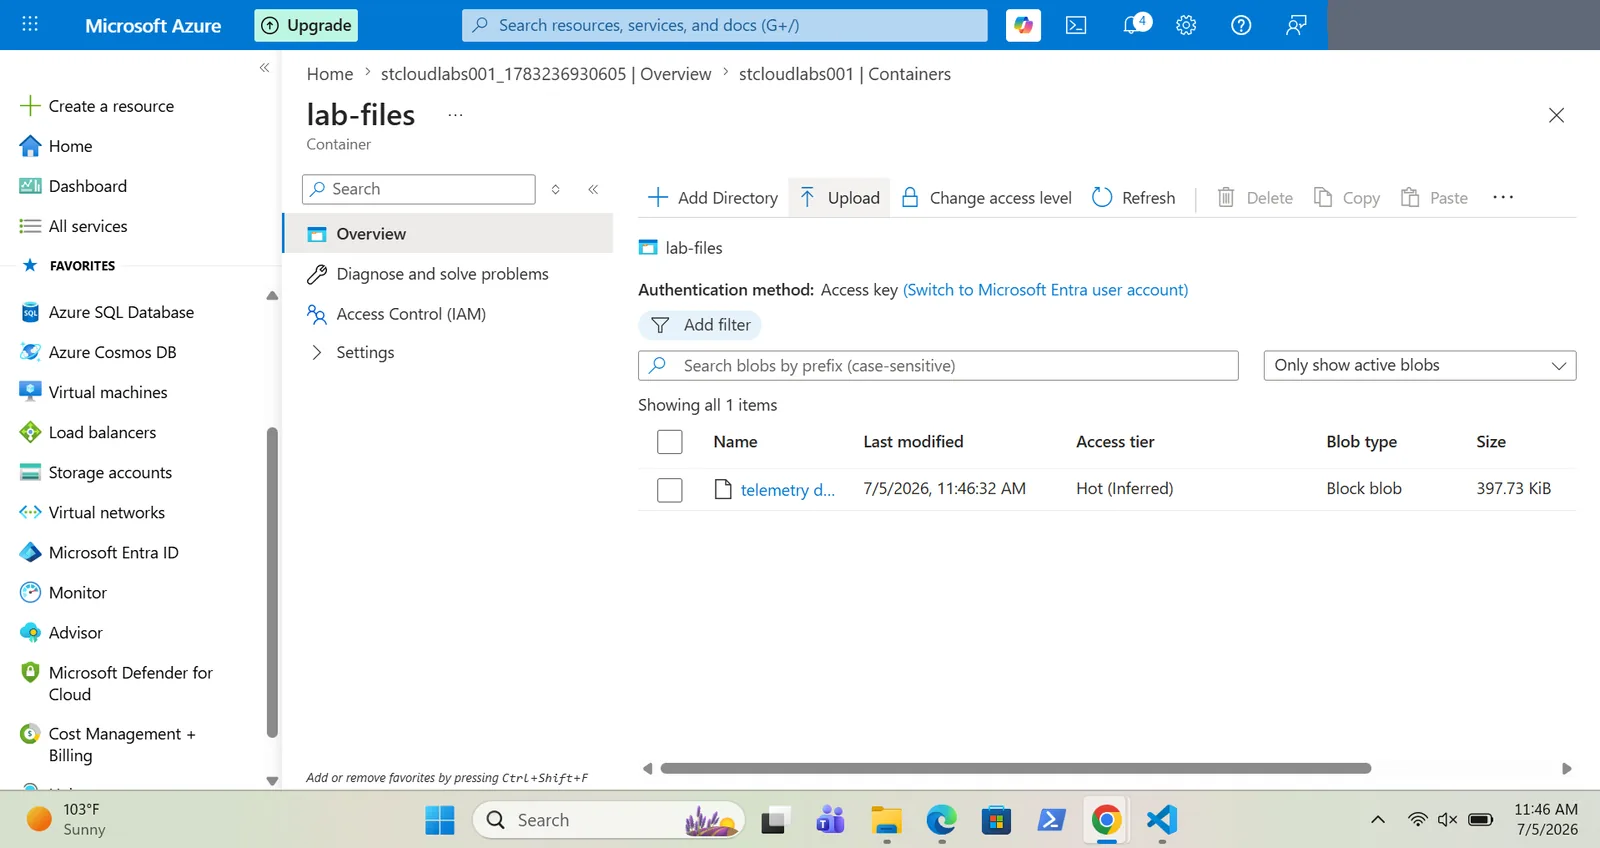 Microsoft Azure
Upgrade
Search resources, services, and docs (G+/)
4
Create a resource
Home
Dashboard
All services
FAVORITES
SQL
Azure SQL Database
Azure Cosmos DB
Virtual machines
Load balancers
Storage accounts
Virtual networks
Microsoft Entra ID
Monitor
Advisor
Microsoft Defender for
Cloud
Cost Management +
Billing
Home > stcloudlabs001_1783236930605 | Overview > stcloudlabs001 | Containers
lab-files ...
Container
Search
Overview
Diagnose and solve problems
Access Control (IAM)
Settings
Add or remove favorites by pressing Ctrl+Shift+F
Add Directory
Upload
Change access level
Refresh
Delete
Copy
Paste
...
lab-files
Authentication method: Access key (Switch to Microsoft Entra user account)
Add filter
Search blobs by prefix (case-sensitive)
Only show active blobs
Showing all 1 items
Name Last modified Access tier Blob type Size
telemetry d... 7/5/2026, 11:46:32 AM Hot (Inferred) Block blob 397.73 KiB
103°F
Sunny
Search
11:46 AM
7/5/2026